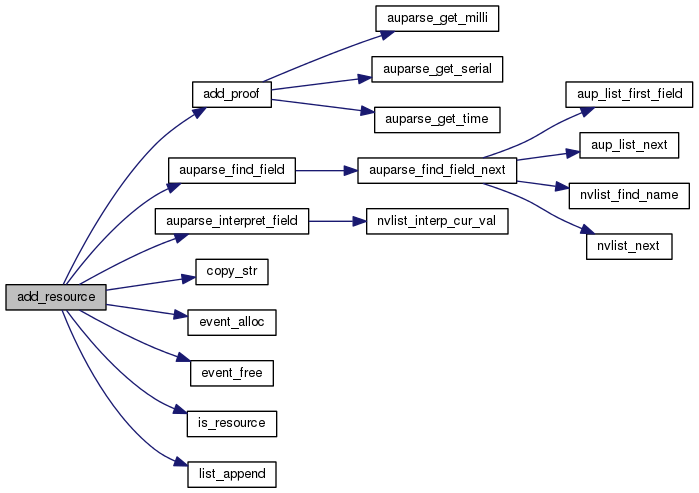 add_resource
add_proof
auparse_get_milli
auparse_get_serial
auparse_get_time
auparse_find_field
auparse_find_field_next
aup_list_first_field
aup_list_next
nvlist_find_name
nvlist_next
auparse_interpret_field
nvlist_interp_cur_val
copy_str
event_alloc
event_free
is_resource
list_append